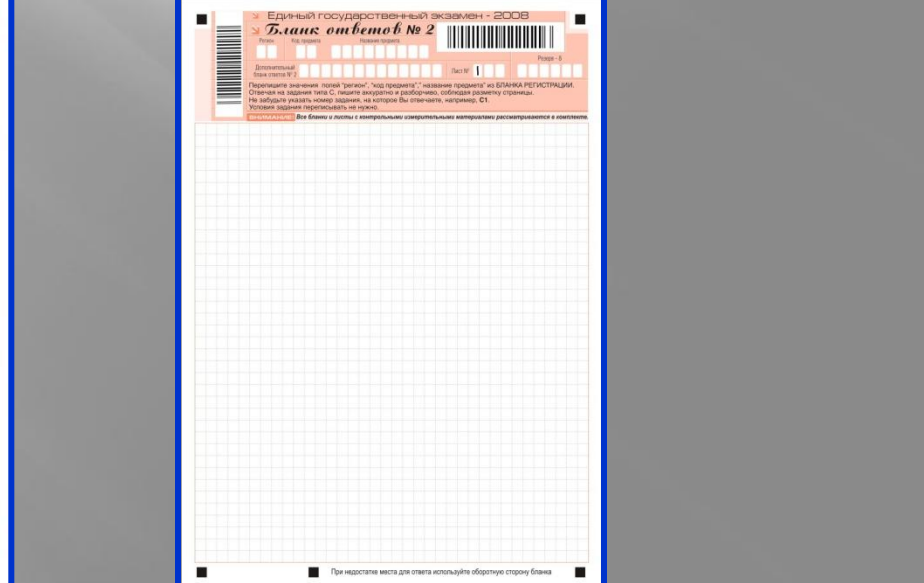 Единый государственный экзамен - 2008
Бланк ответов № 2
Регион Код предмета Название предмета
Резерв - 8
Дополнительный
бланк ответов № 2
Лист № 1
Перепишите значения полей "регион", "код предмета"," название предмета" из БЛАНКА РЕГИСТРАЦИИ.
Отвечая на задания типа С, пишите аккуратно и разборчиво, соблюдая разметку страницы.
Не забудьте указать номер задания, на которое Вы отвечаете, например, С1.
Условия задания переписывать не нужно.
ВНИМАНИЕ! Все бланки и листы с контрольными измерительными материалами рассматриваются в комплекте.
При недостатке места для ответа используйте оборотную сторону бланка